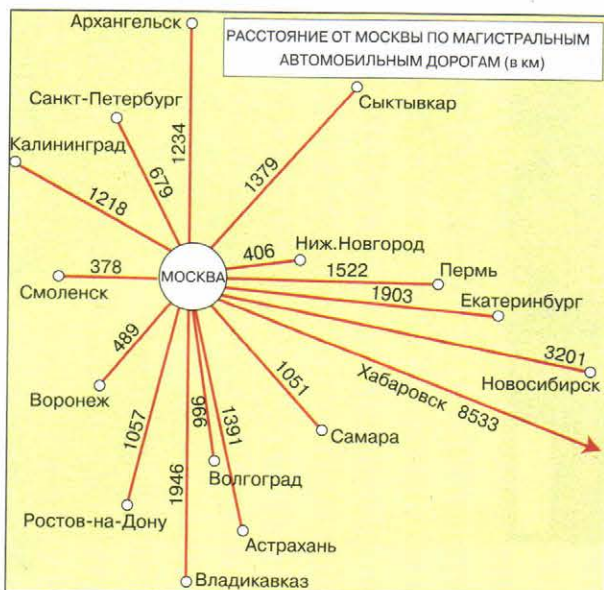 Архангельск
РАССТОЯНИЕ ОТ МОСКВЫ ПО МАГИСТРАЛЬНЫМ
АВТОМОБИЛЬНЫМ ДОРОГАМ (в км)
Санкт-Петербург
Сыктывкар
Калининград
1234
679
1379
1218
406
Ниж.Новгород
378
МОСКВА
1522
Пермь
Смоленск
1903
Екатеринбург
489
3201
Новосибирск
1051
Хабаровск 8533
Воронеж
1057
966
1391
Самара
1946
Волгоград
Ростов-на-Дону
Астрахань
Владикавказ